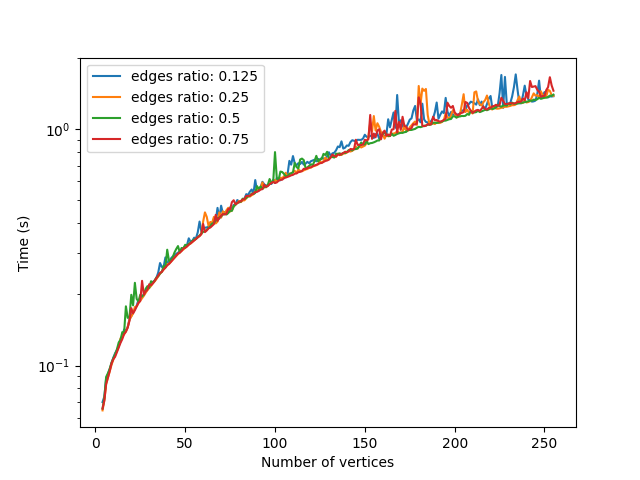 edges ratio: 0.125
edges ratio: 0.25
edges ratio: 0.5
edges ratio: 0.75
10⁰
10⁻¹
Time (s)
0 50 100 150 200 250
Number of vertices